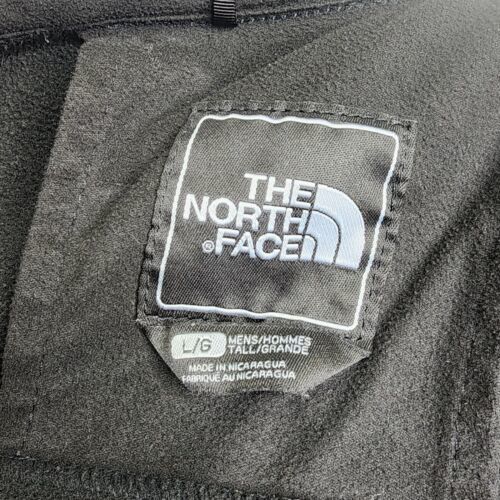 THE
NORTH
®FACE
L/G MENS/HOMMES
TALL/GRANDE
MADE IN NICARAGUA
FABRIQUÉ AU NICARAGUA